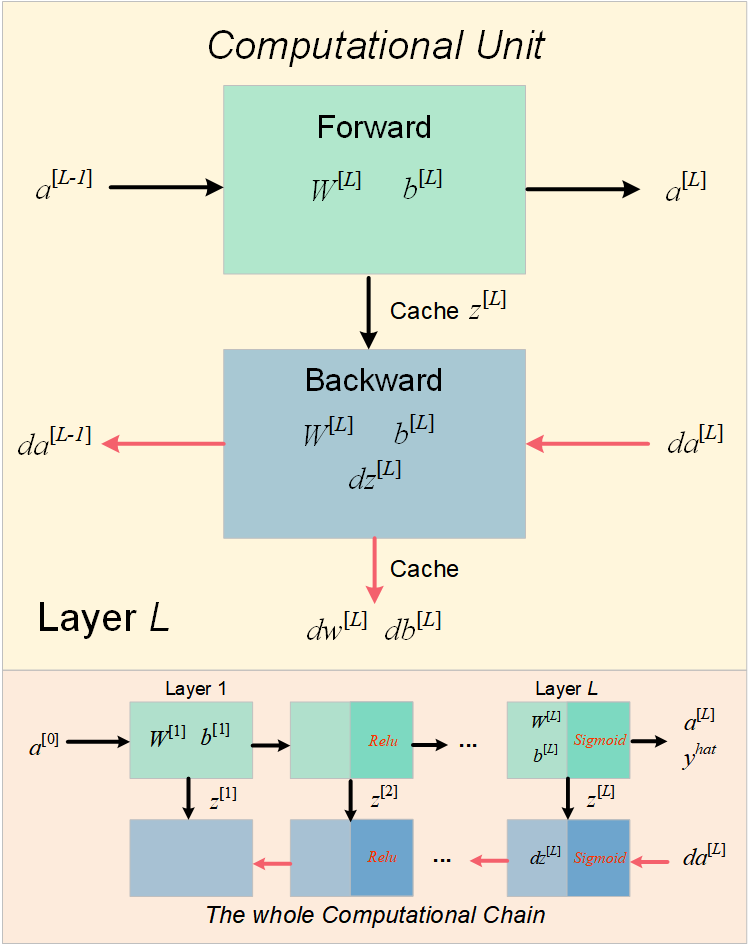 Computational Unit
Forward
a[L-1] W[L] b[L] a[L]
Cache z[L]
Backward
da[L-1] W[L] b[L] da[L]
dz[L]
Cache
Layer L
dw[L] db[L]
Layer 1 Layer L
a[0] W[1] b[1] Relu ... W[L] b[L] Sigmoid a[L]
yhat
z[1] z[2] z[L]
Relu ... dz[L] Sigmoid da[L]
The whole Computational Chain